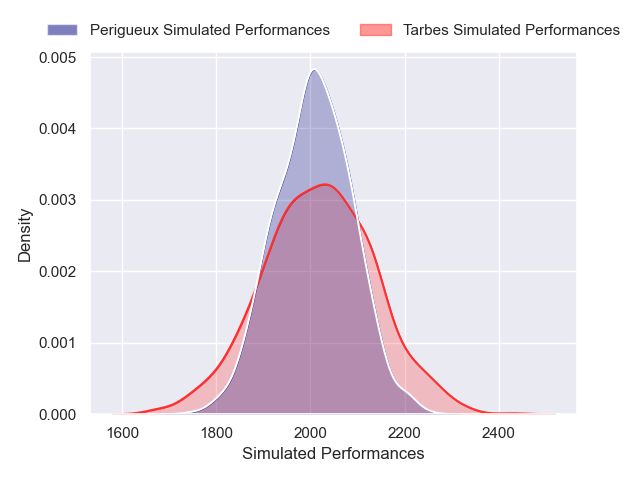 Perigueux Simulated Performances Tarbes Simulated Performances
0.005
0.004
0.003
0.002
0.001
0.000
Density
1600 1800 2000 2200 2400
Simulated Performances